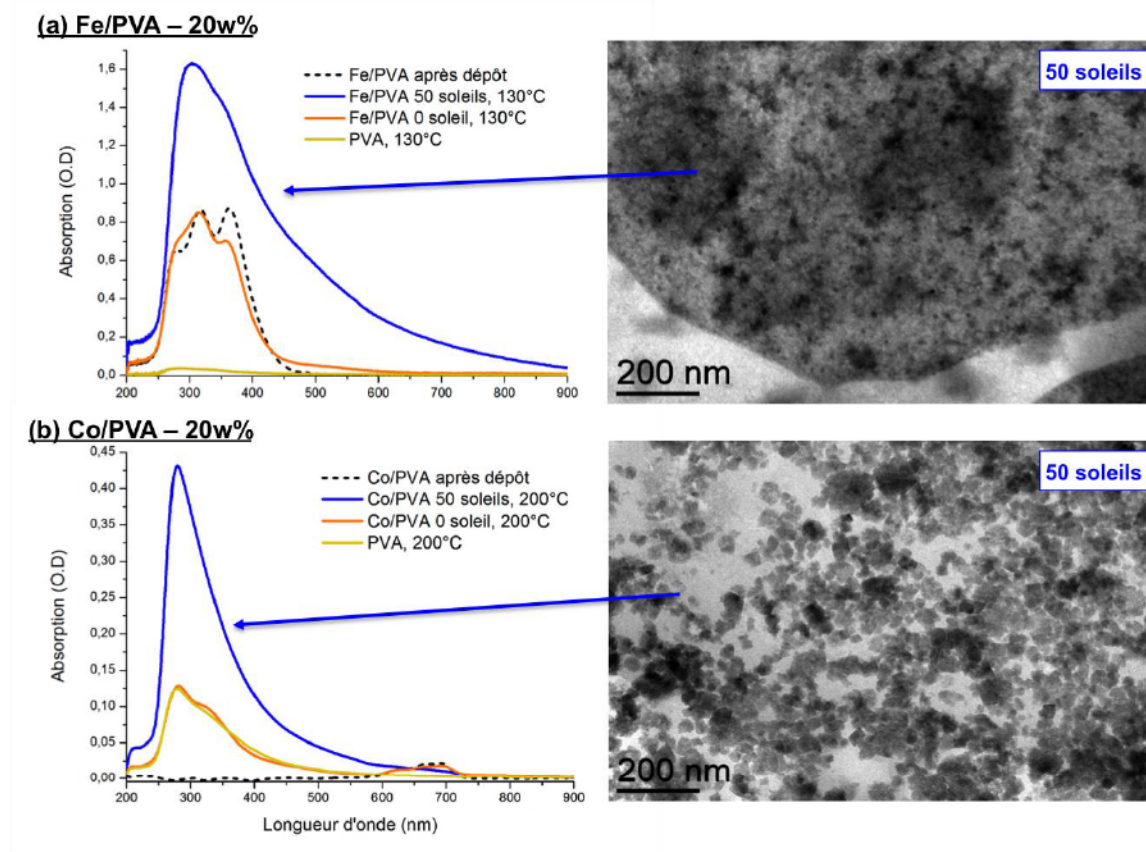 (a) Fe/PVA – 20w%
1,6
1,4
1,2
1,0
0,8
0,6
0,4
0,2
0,0
Absorption (O.D)
Fe/PVA après dépôt
Fe/PVA 50 soleils, 130°C
Fe/PVA 0 soleil, 130°C
PVA, 130°C
200 300 400 500 600 700 800 900
50 soleils
200 nm
(b) Co/PVA – 20w%
0,45
0,40
0,35
0,30
0,25
0,20
0,15
0,10
0,05
0,00
Absorption (O.D)
Co/PVA après dépôt
Co/PVA 50 soleils, 200°C
Co/PVA 0 soleil, 200°C
PVA, 200°C
200 300 400 500 600 700 800 900
Longueur d'onde (nm)
50 soleils
200 nm